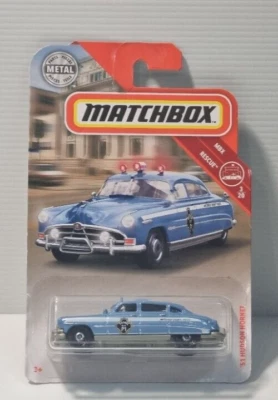 METAL
MATCHBOX
MBX
RESCUE
3
20
'51 HUDSON HORNET
3+